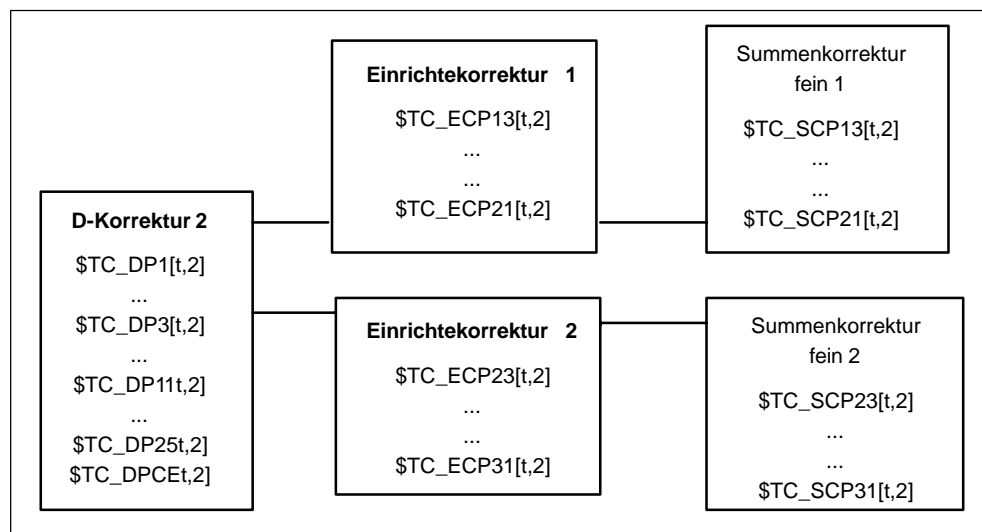 D-Korrektur 2
$TC_DP1[t,2]
...
$TC_DP3[t,2]
...
$TC_DP11t,2]
...
$TC_DP25t,2]
$TC_DPCEt,2]
Einrichtekorrektur 1
$TC_ECP13[t,2]
...
...
$TC_ECP21[t,2]
Summenkorrektur
fein 1
$TC_SCP13[t,2]
...
...
$TC_SCP21[t,2]
Einrichtekorrektur 2
$TC_ECP23[t,2]
...
...
$TC_ECP31[t,2]
Summenkorrektur
fein 2
$TC_SCP23[t,2]
...
...
$TC_SCP31[t,2]